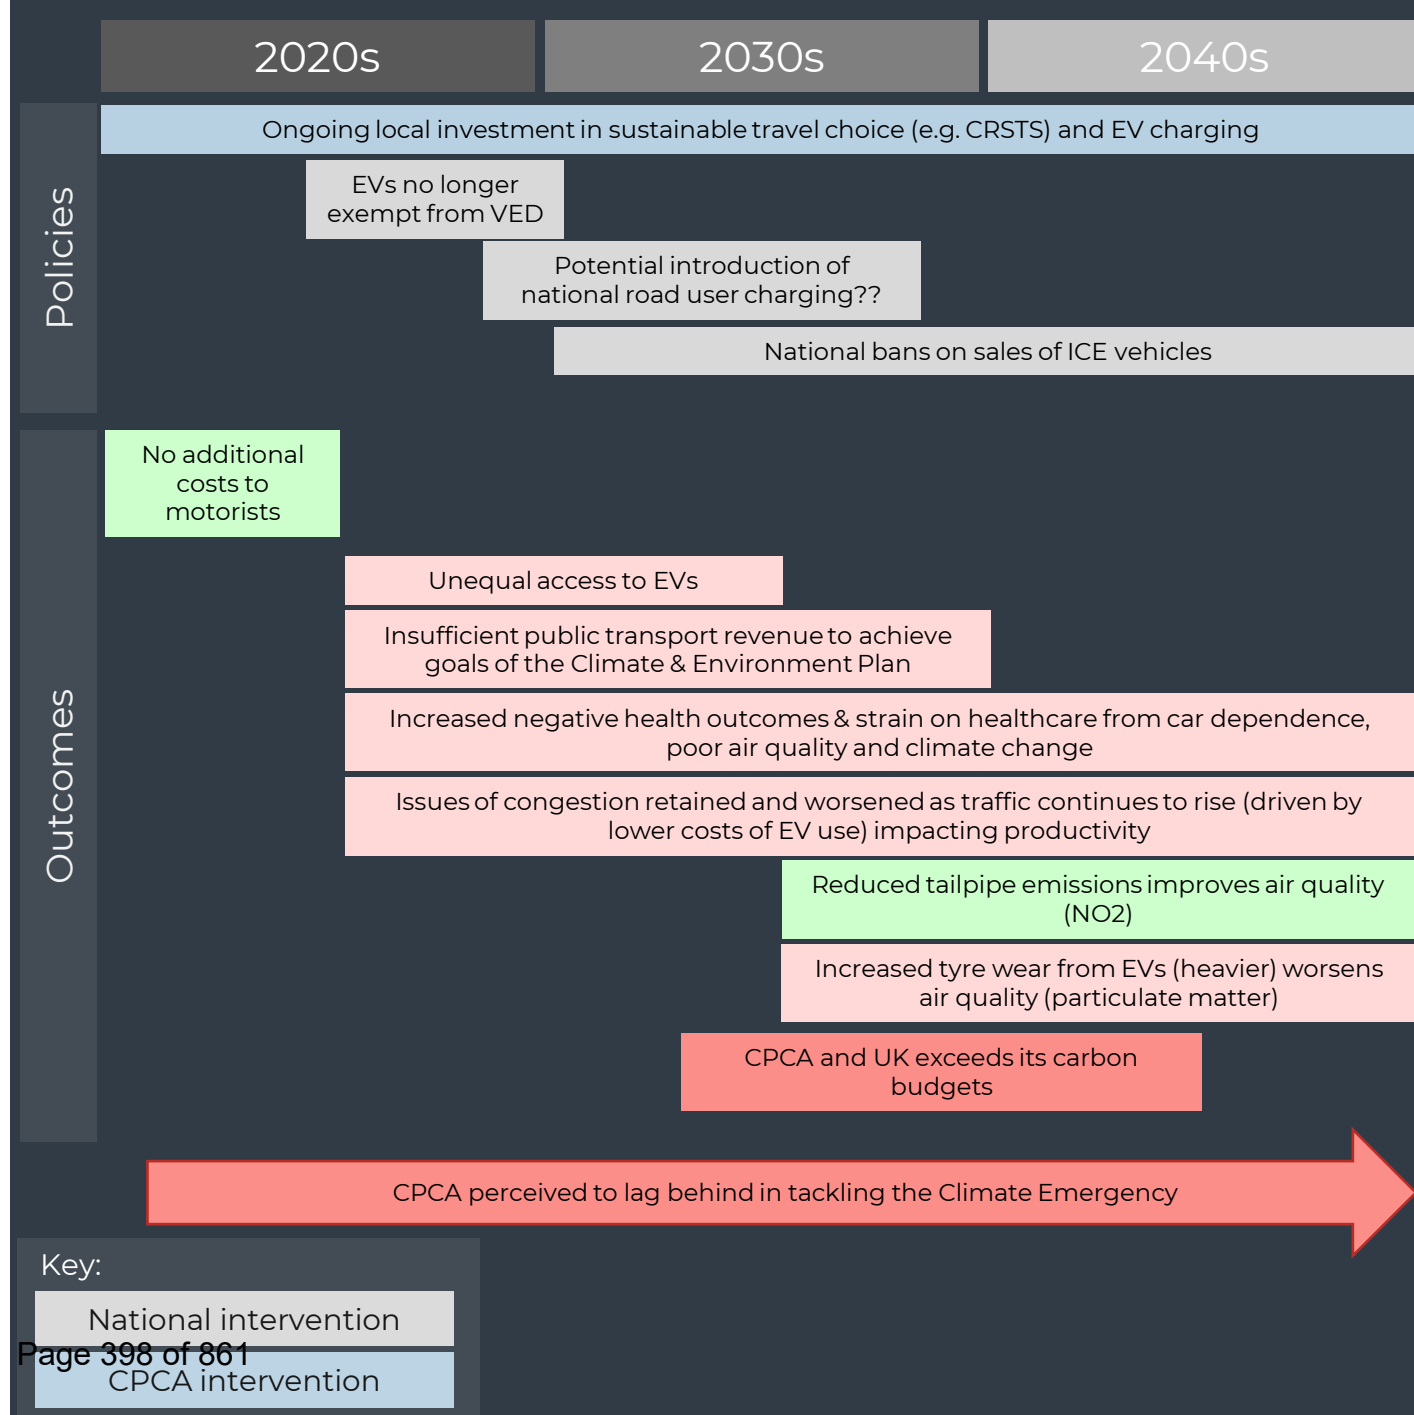 2020s
2030s
2040s
Policies
Ongoing local investment in sustainable travel choice (e.g. CRSTS) and EV charging
EVs no longer
exempt from VED
Potential introduction of
national road user charging??
National bans on sales of ICE vehicles
Outcomes
No additional
costs to
motorists
Unequal access to EVs
Insufficient public transport revenue to achieve
goals of the Climate & Environment Plan
Increased negative health outcomes & strain on healthcare from car dependence,
poor air quality and climate change
Issues of congestion retained and worsened as traffic continues to rise (driven by
lower costs of EV use) impacting productivity
Reduced tailpipe emissions improves air quality
(NO2)
Increased tyre wear from EVs (heavier) worsens
air quality (particulate matter)
CPCA and UK exceeds its carbon
budgets
CPCA perceived to lag behind in tackling the Climate Emergency
Key:
National intervention
Page 398 of 861
CPCA intervention